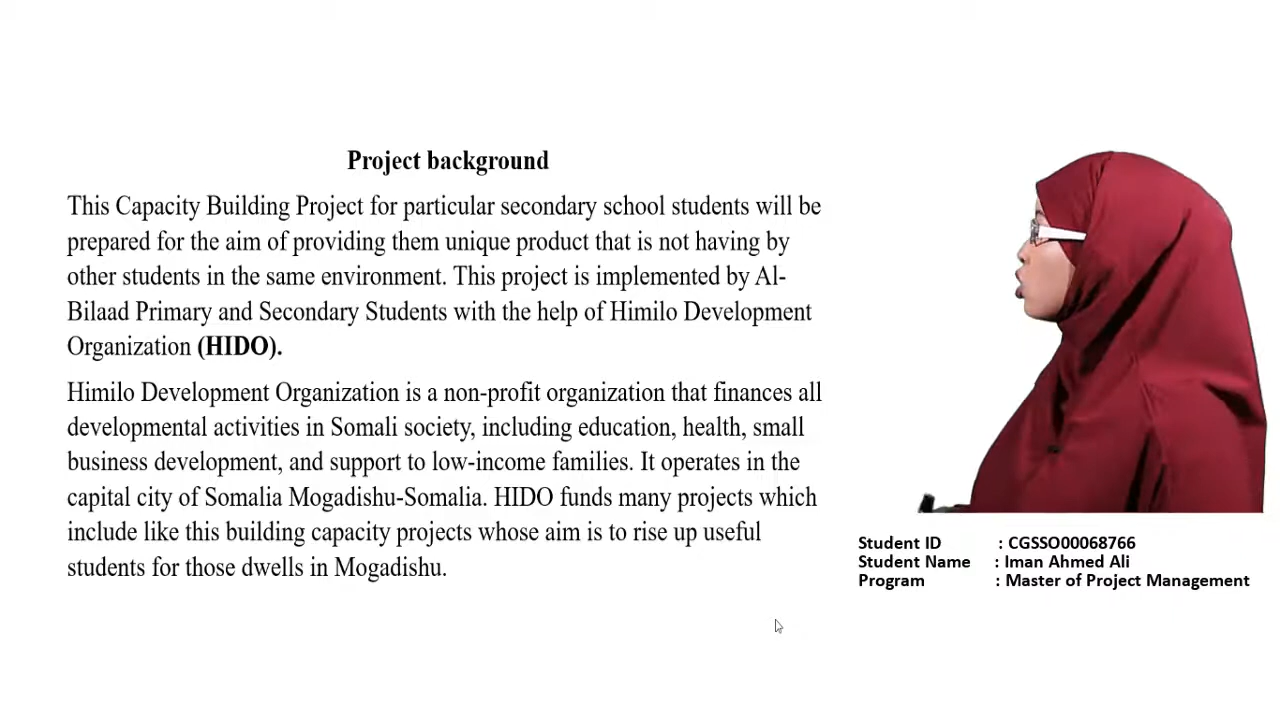 Project background
This Capacity Building Project for particular secondary school students will be
prepared for the aim of providing them unique product that is not having by
other students in the same environment. This project is implemented by Al-
Bilaad Primary and Secondary Students with the help of Himilo Development
Organization (HIDO).
Himilo Development Organization is a non-profit organization that finances all
developmental activities in Somali society, including education, health, small
business development, and support to low-income families. It operates in the
capital city of Somalia Mogadishu-Somalia. HIDO funds many projects which
include like this building capacity projects whose aim is to rise up useful
students for those dwells in Mogadishu.
Student ID : CGSSO00068766
Student Name : Iman Ahmed Ali
Program : Master of Project Management